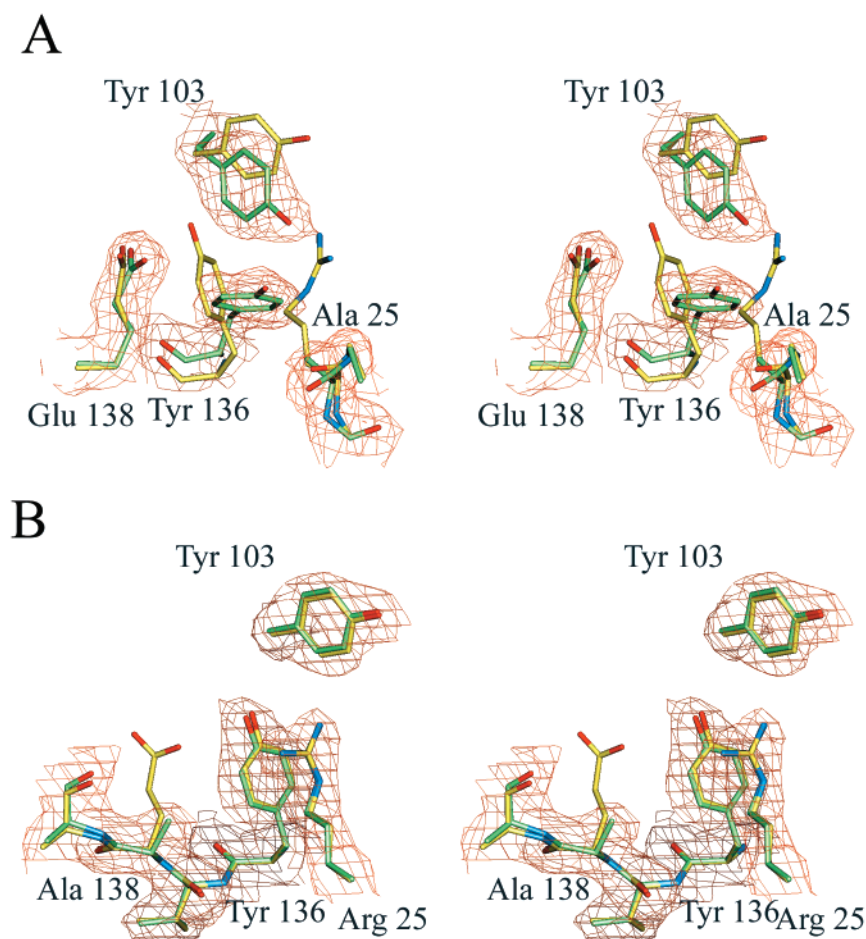 A
Tyr 103 Tyr 103
Ala 25 Ala 25
Glu 138 Tyr 136 Glu 138 Tyr 136
B
Tyr 103 Tyr 103
Ala 138 Tyr 136 Arg 25 Ala 138 Tyr 136 Arg 25